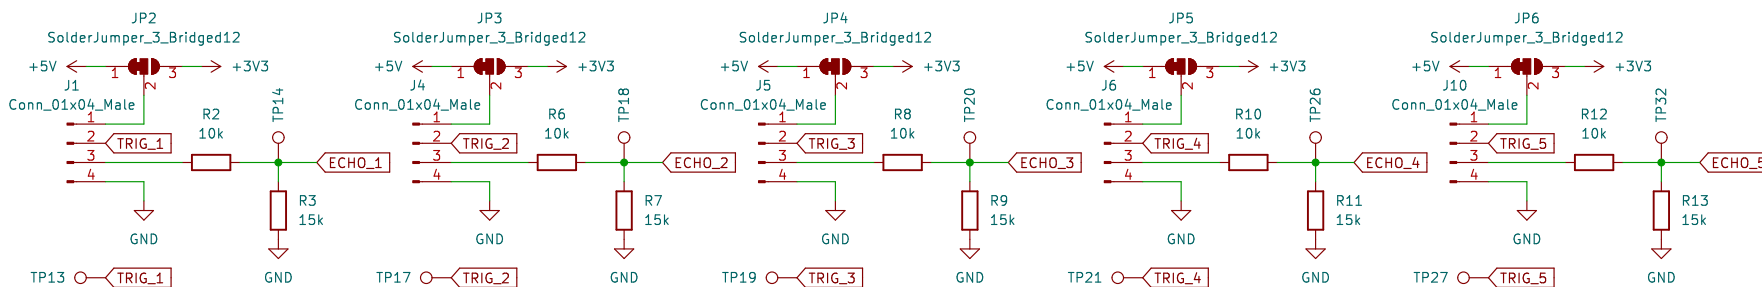 JP2
SolderJumper_3_Bridged12
+5V
1
3
+3V3
2
J1
Conn_01x04_Male
1
2
TRIG_1
3
4
R2
10k
TP14
ECHO_1
R3
15k
GND
GND
TP13
TRIG_1
JP3
SolderJumper_3_Bridged12
+5V
1
3
+3V3
2
J4
Conn_01x04_Male
1
2
TRIG_2
3
4
R6
10k
TP18
ECHO_2
R7
15k
GND
GND
TP17
TRIG_2
JP4
SolderJumper_3_Bridged12
+5V
1
3
+3V3
2
J5
Conn_01x04_Male
1
2
TRIG_3
3
4
R8
10k
TP20
ECHO_3
R9
15k
GND
GND
TP19
TRIG_3
JP5
SolderJumper_3_Bridged12
+5V
1
3
+3V3
2
J6
Conn_01x04_Male
1
2
TRIG_4
3
4
R10
10k
TP26
ECHO_4
R11
15k
GND
GND
TP21
TRIG_4
JP6
SolderJumper_3_Bridged12
+5V
1
3
+3V3
2
J10
Conn_01x04_Male
1
2
TRIG_5
3
4
R12
10k
TP32
ECHO_5
R13
15k
GND
GND
TP27
TRIG_5